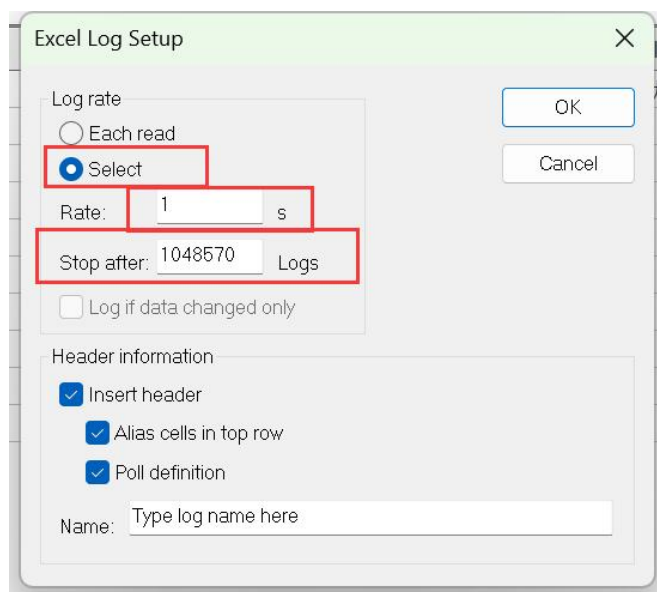 Excel Log Setup
Log rate
OK
Each read
Select
Cancel
Rate: 1 s
Stop after: 1048570 Logs
Log if data changed only
Header information
Insert header
Alias cells in top row
Poll definition
Name: Type log name here